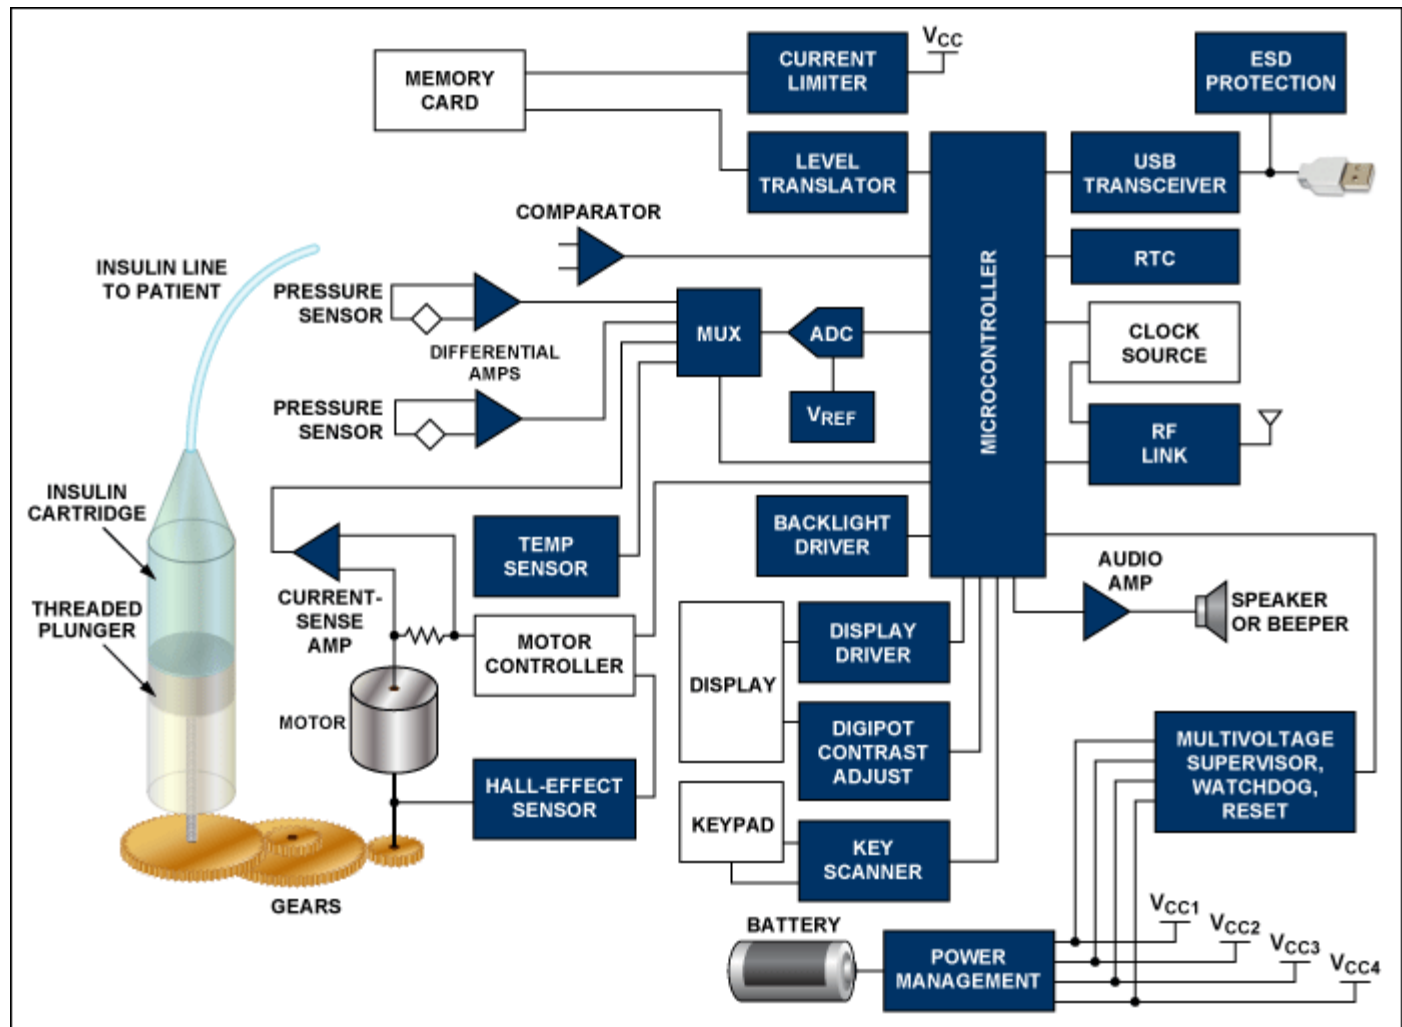 MEMORY
CARD
CURRENT
LIMITER
VCC
ESD
PROTECTION
LEVEL
TRANSLATOR
USB
TRANSCEIVER
COMPARATOR
RTC
INSULIN LINE
TO PATIENT
PRESSURE
SENSOR
DIFFERENTIAL
AMPS
MUX
ADC
VREF
MICROCONTROLLER
CLOCK
SOURCE
PRESSURE
SENSOR
RF
LINK
INSULIN
CARTRIDGE
THREADED
PLUNGER
CURRENT-
SENSE
AMP
TEMP
SENSOR
BACKLIGHT
DRIVER
AUDIO
AMP
SPEAKER
OR BEEPER
MOTOR
CONTROLLER
DISPLAY
DISPLAY
DRIVER
MOTOR
DIGIPOT
CONTRAST
ADJUST
MULTIVOLTAGE
SUPERVISOR,
WATCHDOG,
RESET
HALL-EFFECT
SENSOR
KEYPAD
KEY
SCANNER
GEARS
BATTERY
POWER
MANAGEMENT
VCC1
VCC2
VCC3
VCC4